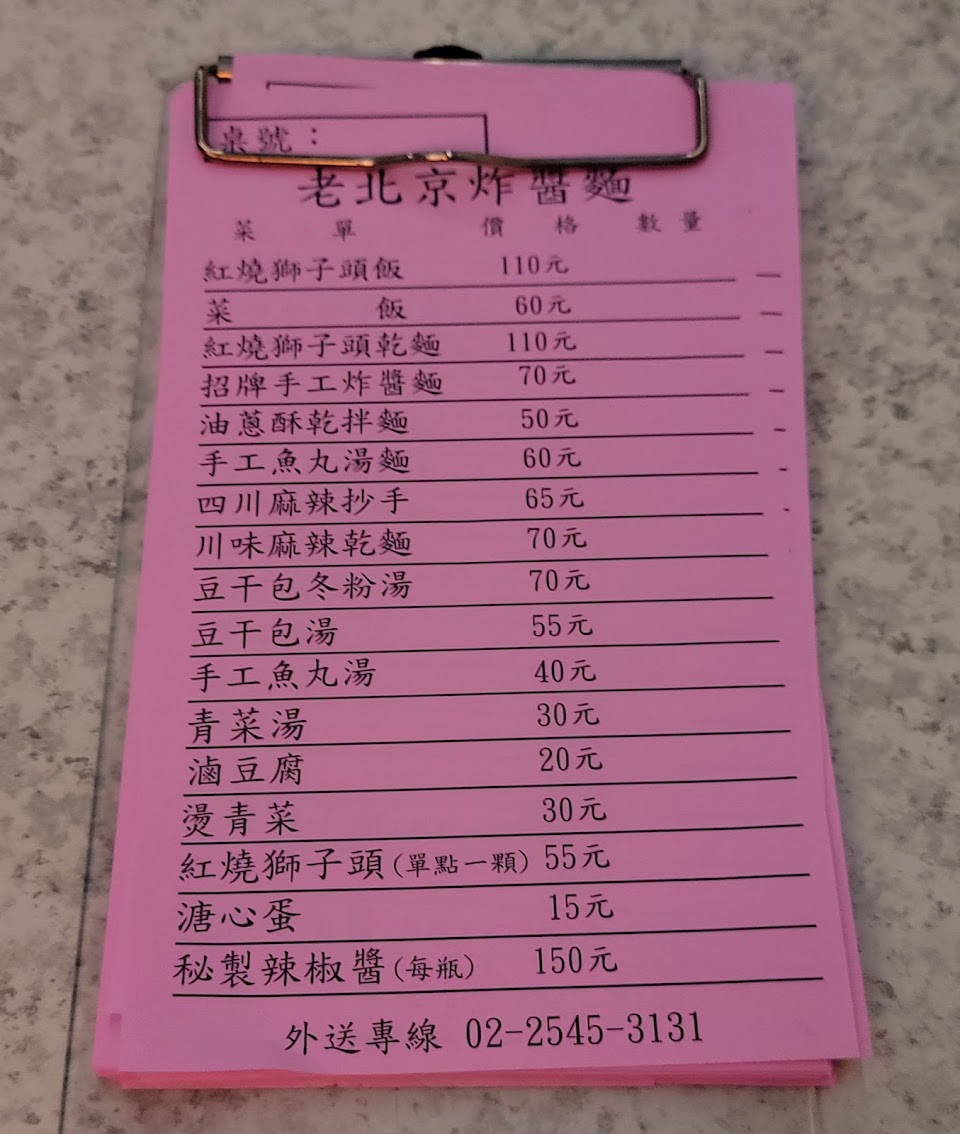 桌號：
老北京炸醬麵
菜單 價格 數量
紅燒獅子頭飯 110元
菜飯 60元
紅燒獅子頭乾麵 110元
招牌手工炸醬麵 70元
油蔥酥乾拌麵 50元
手工魚丸湯麵 60元
四川麻辣抄手 65元
川味麻辣乾麵 70元
豆干包冬粉湯 70元
豆干包湯 55元
手工魚丸湯 40元
青菜湯 30元
滷豆腐 20元
燙青菜 30元
紅燒獅子頭(單點一顆) 55元
溏心蛋 15元
秘製辣椒醬(每瓶) 150元
外送專線 02-2545-3131